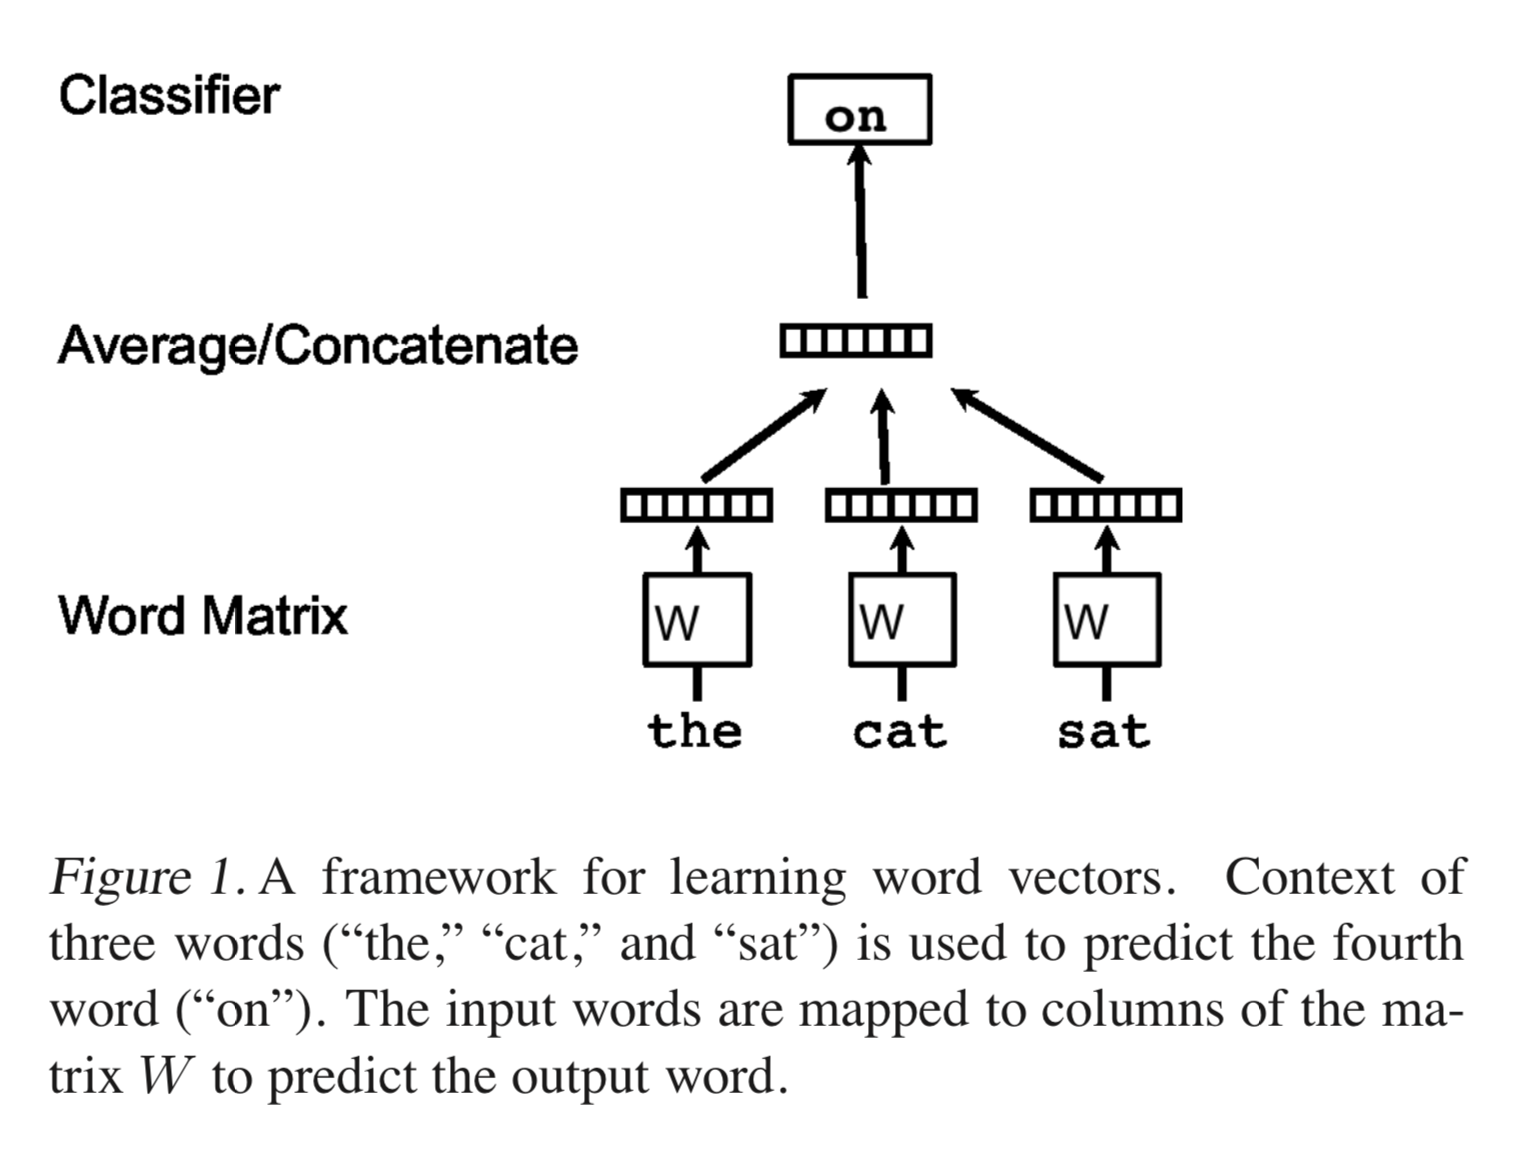 Classifier
on
Average/Concatenate
Word Matrix
W W W
the cat sat
Figure 1. A framework for learning word vectors. Context of
three words (“the,” “cat,” and “sat”) is used to predict the fourth
word (“on”). The input words are mapped to columns of the ma-
trix W to predict the output word.